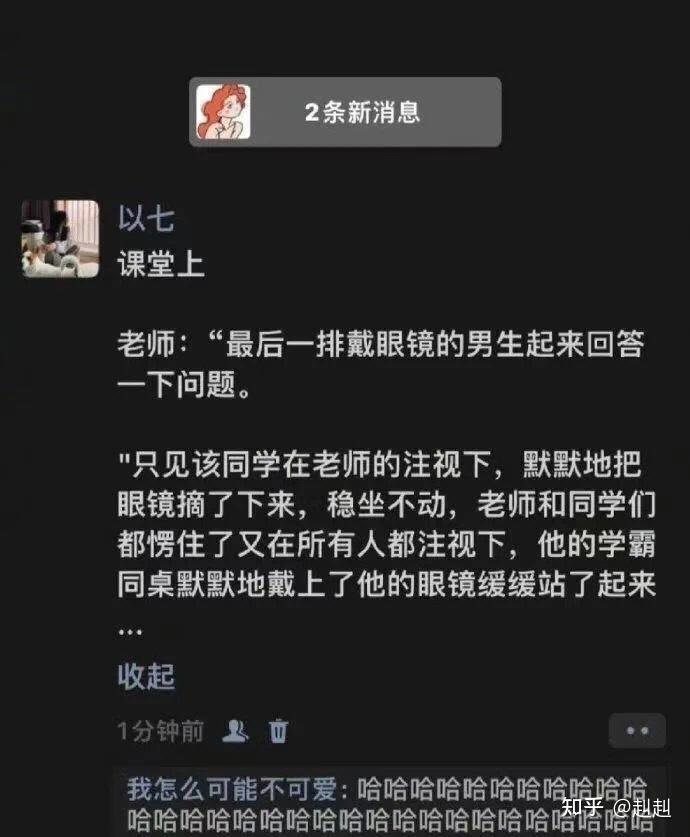 2条新消息
以七
课堂上
老师：“最后一排戴眼镜的男生起来回答
一下问题。
"只见该同学在老师的注视下，默默地把
眼镜摘了下来，稳坐不动，老师和同学们
都愣住了又在所有人都注视下，他的学霸
同桌默默地戴上了他的眼镜缓缓站了起来
...
收起
1分钟前
我怎么可能不可爱：哈哈哈哈哈哈哈哈哈哈哈
哈哈哈哈哈哈哈哈哈哈哈哈哈哈哈哈哈哈哈哈
知乎 @赳赳